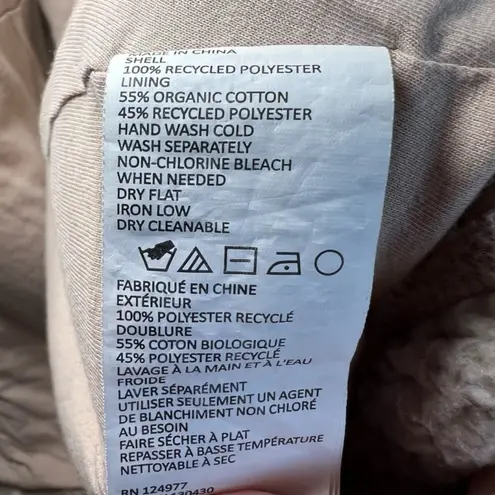 MADE IN CHINA
SHELL
100% RECYCLED POLYESTER
LINING
55% ORGANIC COTTON
45% RECYCLED POLYESTER
HAND WASH COLD
WASH SEPARATELY
NON-CHLORINE BLEACH
WHEN NEEDED
DRY FLAT
IRON LOW
DRY CLEANABLE
FABRIQUÉ EN CHINE
EXTÉRIEUR
100% POLYESTER RECYCLÉ
DOUBLURE
55% COTON BIOLOGIQUE
45% POLYESTER RECYCLÉ
LAVAGE À LA MAIN ET À L'EAU
FROIDE
LAVER SÉPARÉMENT
UTILISER SEULEMENT UN AGENT
DE BLANCHIMENT NON CHLORÉ
AU BESOIN
FAIRE SÉCHER À PLAT
REPASSER À BASSE TEMPÉRATURE
NETTOYABLE À SEC
RN 124977